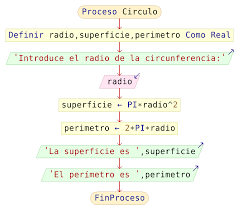 Proceso Circulo
Definir radio,superficie,perimetro Como Real
'Introduce el radio de la circunferencia:'
radio
superficie ← PI*radio^2
perimetro ← 2*PI*radio
'La superficie es ',superficie
'El perímetro es ',perimetro
FinProceso